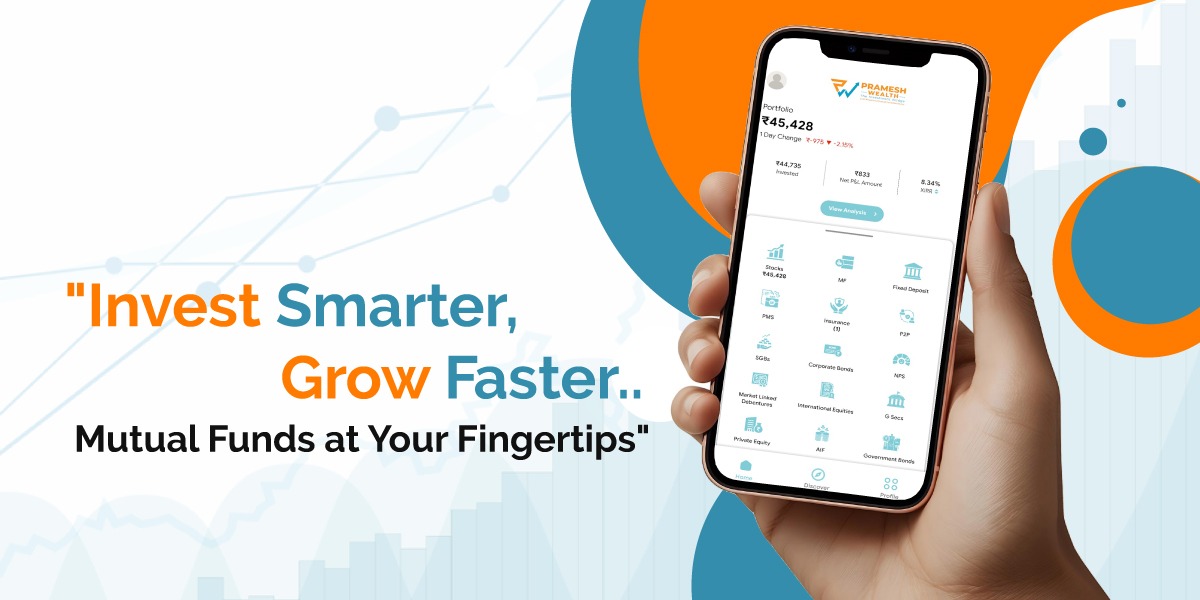 "Invest Smarter,
Grow Faster..
Mutual Funds at Your Fingertips"
PRAMESH
WEALTH
Portfolio
₹45,428
1 Day Change ₹-975 ▼ -2.15%
₹44,735 ₹833 8.34%
Invested Net P&L Amount XIRR
View Analysis >
Stocks MF Fixed Deposit
₹45,428
PMS Insurance P2P
(1)
SGBs Corporate Bonds NPS
Market Linked International Equities G Secs
Debentures
Private Equity AIF Government Bonds
Home Discover Profile